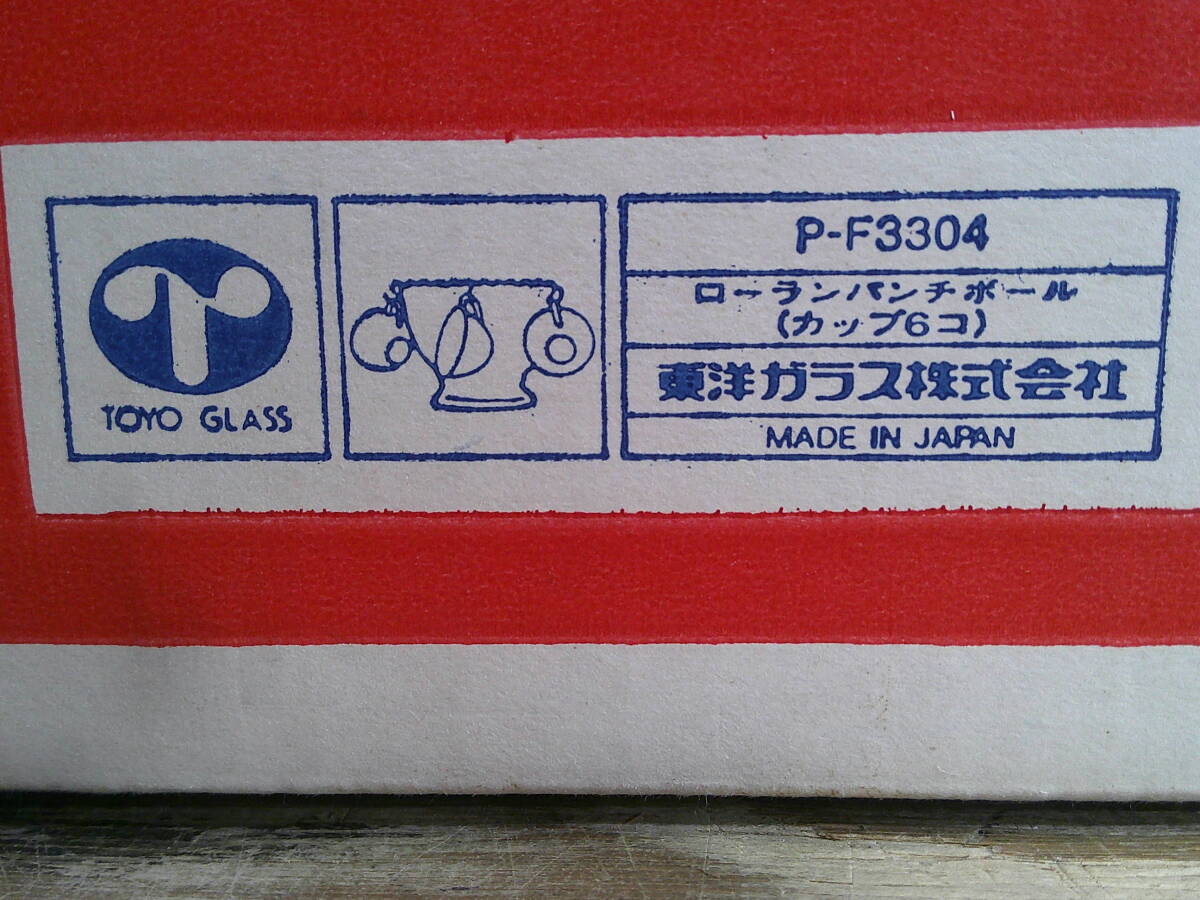 TOYO GLASS
P-F3304
ローランパンチボール
(カップ6コ)
東洋ガラス株式会社
MADE IN JAPAN